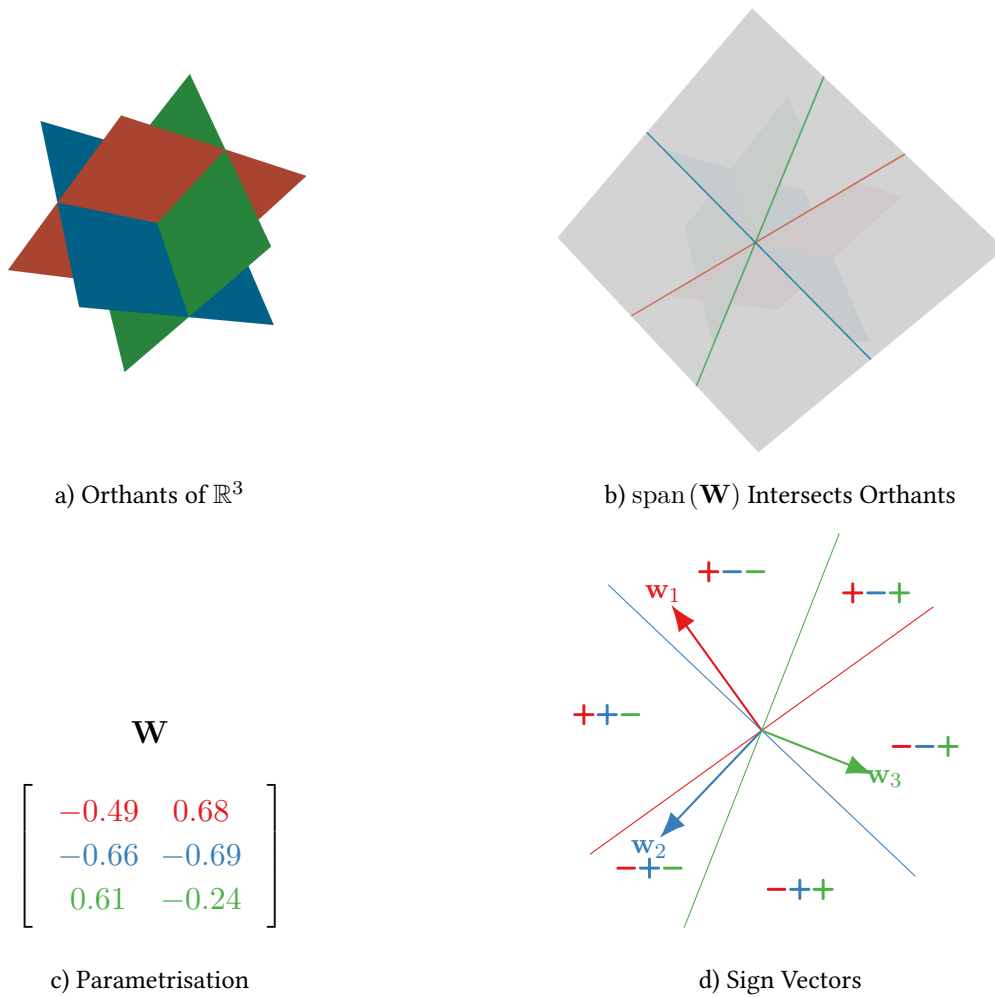 a) Orthants of ℝ³
b) span (W) Intersects Orthants
W
−0.49 0.68
−0.66 −0.69
0.61 −0.24
c) Parametrisation
+−−
+−+
w₁
++−
−−+
w₃
w₂
−+−
−++
d) Sign Vectors